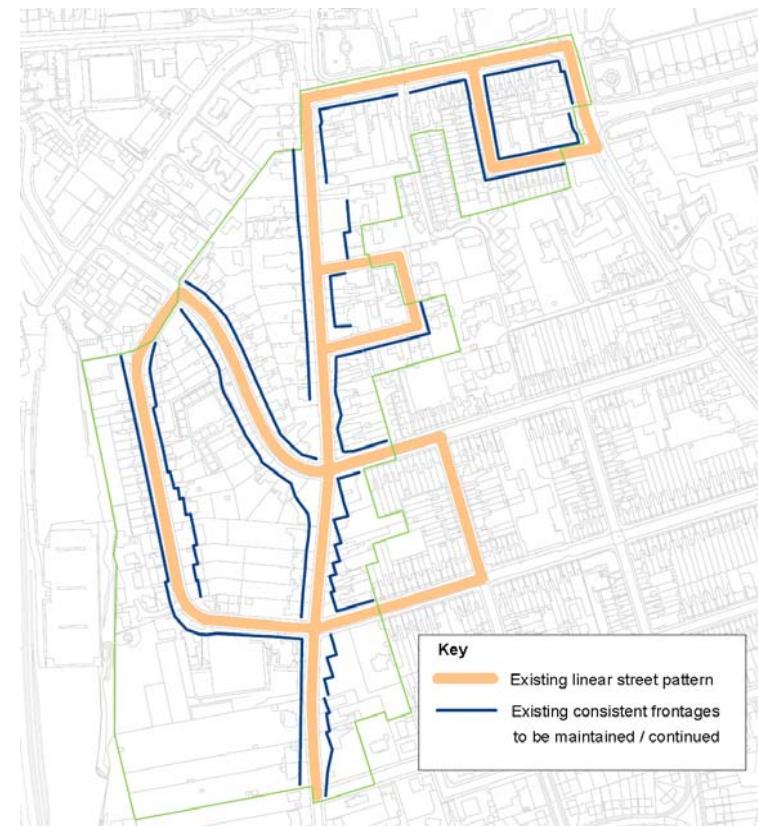 Key
Existing linear street pattern
Existing consistent frontages
to be maintained / continued